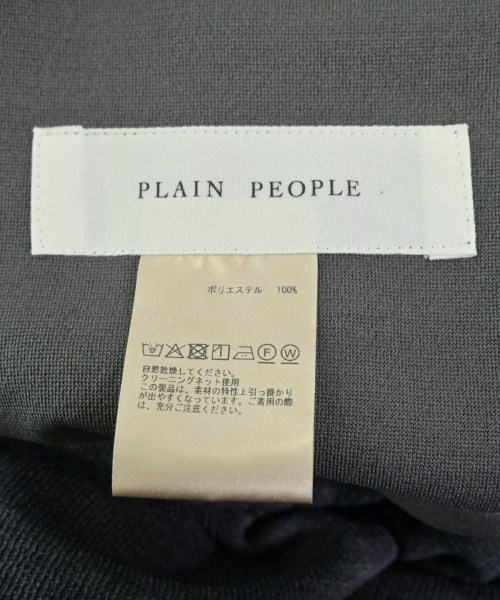 PLAIN PEOPLE
ポリエステル 100%
F W
自然乾燥してください。
クリーニングネット使用
この製品は、素材の特性上引っ掛かり
が出やすくなっています。ご着用の際
は、充分ご注意ください。